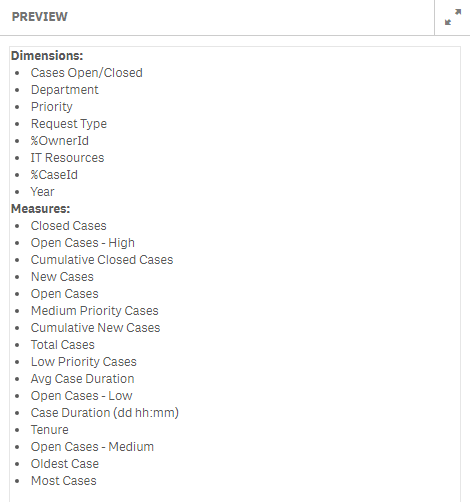 PREVIEW
Dimensions:
• Cases Open/Closed
• Department
• Priority
• Request Type
• %OwnerId
• IT Resources
• %CaseId
• Year
Measures:
• Closed Cases
• Open Cases - High
• Cumulative Closed Cases
• New Cases
• Open Cases
• Medium Priority Cases
• Cumulative New Cases
• Total Cases
• Low Priority Cases
• Avg Case Duration
• Open Cases - Low
• Case Duration (dd hh:mm)
• Tenure
• Open Cases - Medium
• Oldest Case
• Most Cases